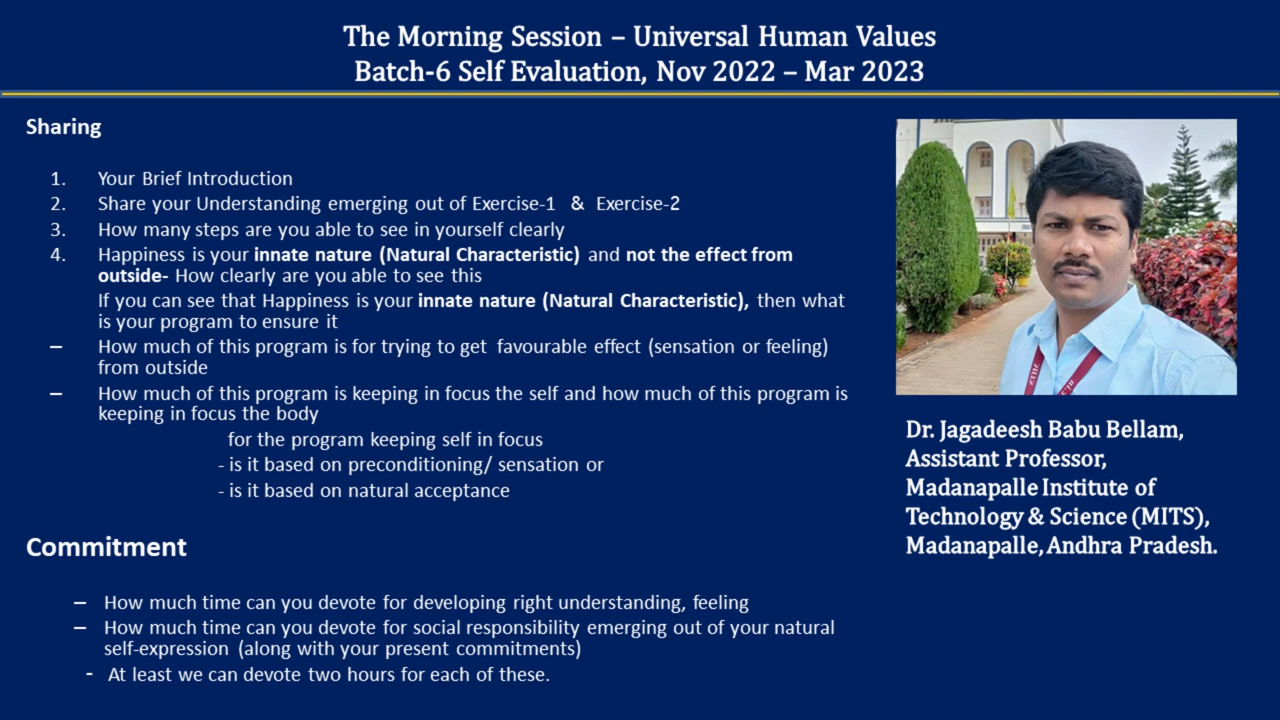 The Morning Session – Universal Human Values
Batch-6 Self Evaluation, Nov 2022 – Mar 2023
Sharing
1. Your Brief Introduction
2. Share your Understanding emerging out of Exercise-1 & Exercise-2
3. How many steps are you able to see in yourself clearly
4. Happiness is your innate nature (Natural Characteristic) and not the effect from
outside- How clearly are you able to see this
If you can see that Happiness is your innate nature (Natural Characteristic), then what
is your program to ensure it
– How much of this program is for trying to get favourable effect (sensation or feeling)
from outside
– How much of this program is keeping in focus the self and how much of this program is
keeping in focus the body
for the program keeping self in focus
- is it based on preconditioning/ sensation or
- is it based on natural acceptance
Commitment
– How much time can you devote for developing right understanding, feeling
– How much time can you devote for social responsibility emerging out of your natural
self-expression (along with your present commitments)
- At least we can devote two hours for each of these.
Dr. Jagadeesh Babu Bellam,
Assistant Professor,
Madanapalle Institute of
Technology & Science (MITS),
Madanapalle, Andhra Pradesh.